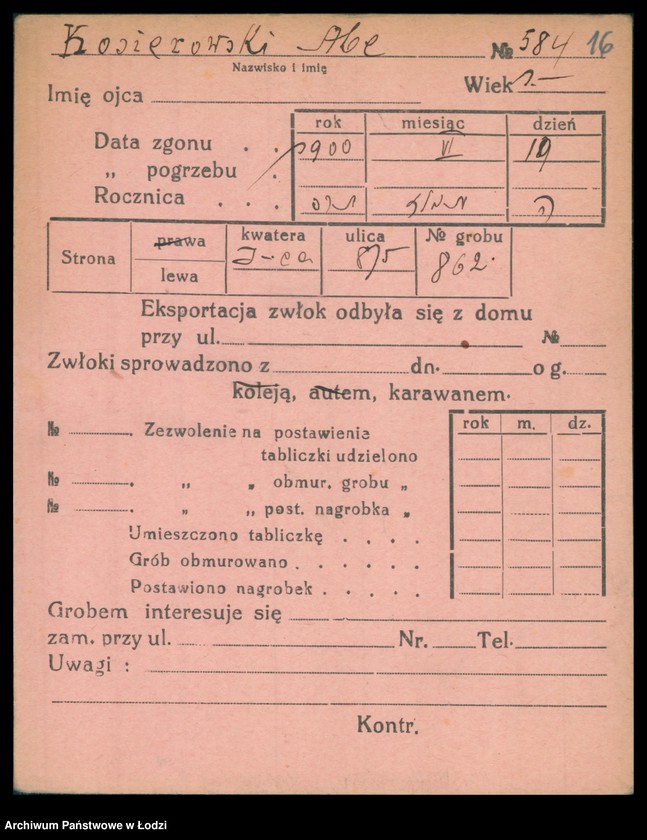 Kosierowski Abe № 584 16
Nazwisko i imię
Wiek
Imię ojca
rok miesiąc dzień
Data zgonu . . 1900 VI 19
„ pogrzebu .
Rocznica . . .
Strona prawa kwatera ulica № grobu
lewa 862
Eksportacja zwłok odbyła się z domu
przy ul. №
Zwłoki sprowadzono z dn. o g.
koleją, autem, karawanem.
rok m. dz.
№ . Zezwolenie na postawienie
tabliczki udzielono
№ . „ „ obmur. grobu „
№ . „ „ post. nagrobka „
Umieszczono tabliczkę . . . .
Grób obmurowano . . . . .
Postawiono nagrobek . . . . .
Grobem interesuje się
zam. przy ul. Nr. Tel.
Uwagi :
Kontr.
Archiwum Państwowe w Łodzi